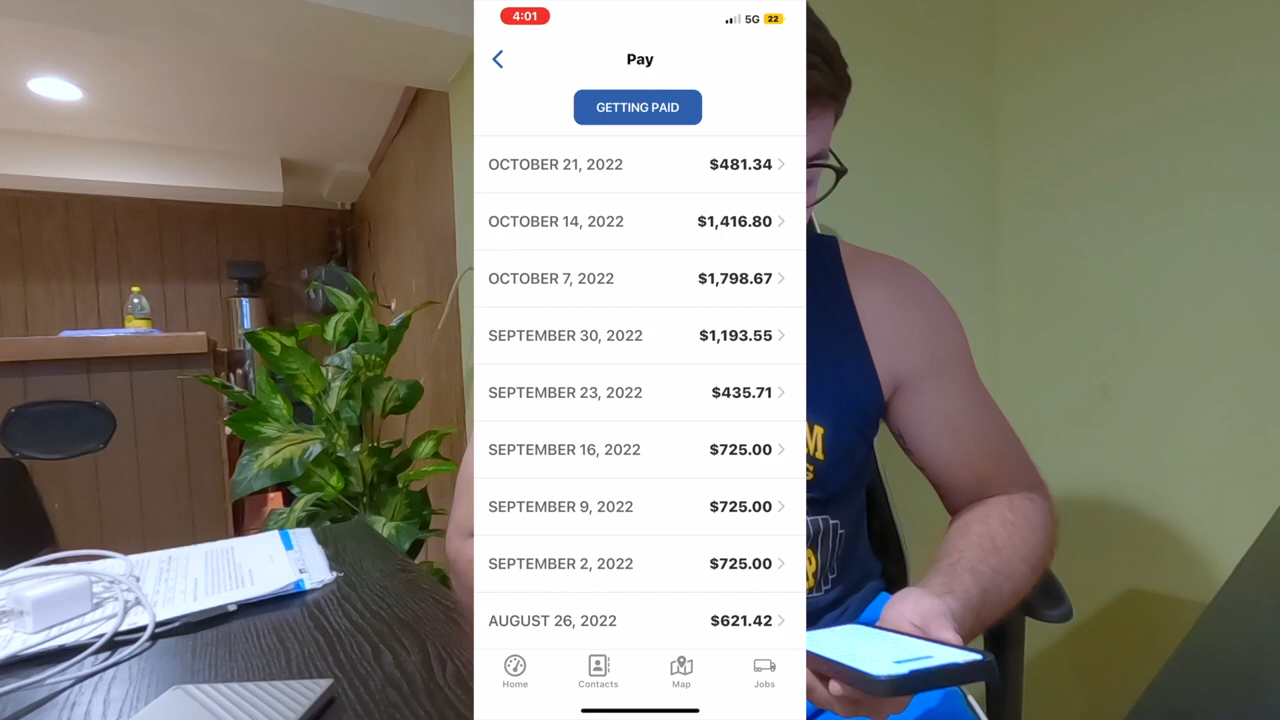 4:01
5G 22
Pay
GETTING PAID
OCTOBER 21, 2022 $481.34
OCTOBER 14, 2022 $1,416.80
OCTOBER 7, 2022 $1,798.67
SEPTEMBER 30, 2022 $1,193.55
SEPTEMBER 23, 2022 $435.71
SEPTEMBER 16, 2022 $725.00
SEPTEMBER 9, 2022 $725.00
SEPTEMBER 2, 2022 $725.00
AUGUST 26, 2022 $621.42
Home Contacts Map Jobs